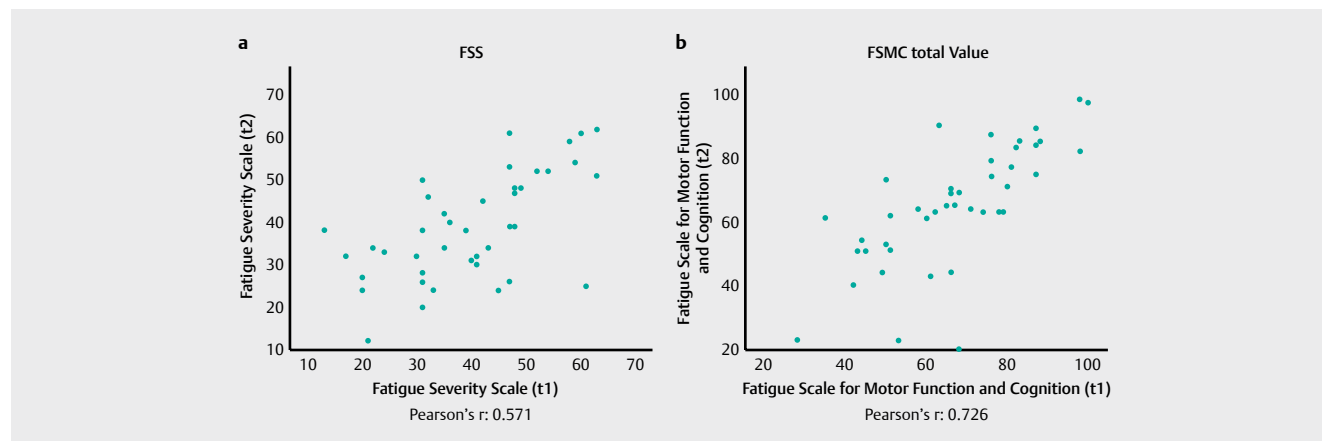 a
FSS
Fatigue Severity Scale (t2)
70
60
50
40
30
20
10
10 20 30 40 50 60 70
Fatigue Severity Scale (t1)
Pearson's r: 0.571
b
FSMC total Value
Fatigue Scale for Motor Function
and Cognition (t2)
100
80
60
40
20
20 40 60 80 100
Fatigue Scale for Motor Function and Cognition (t1)
Pearson's r: 0.726